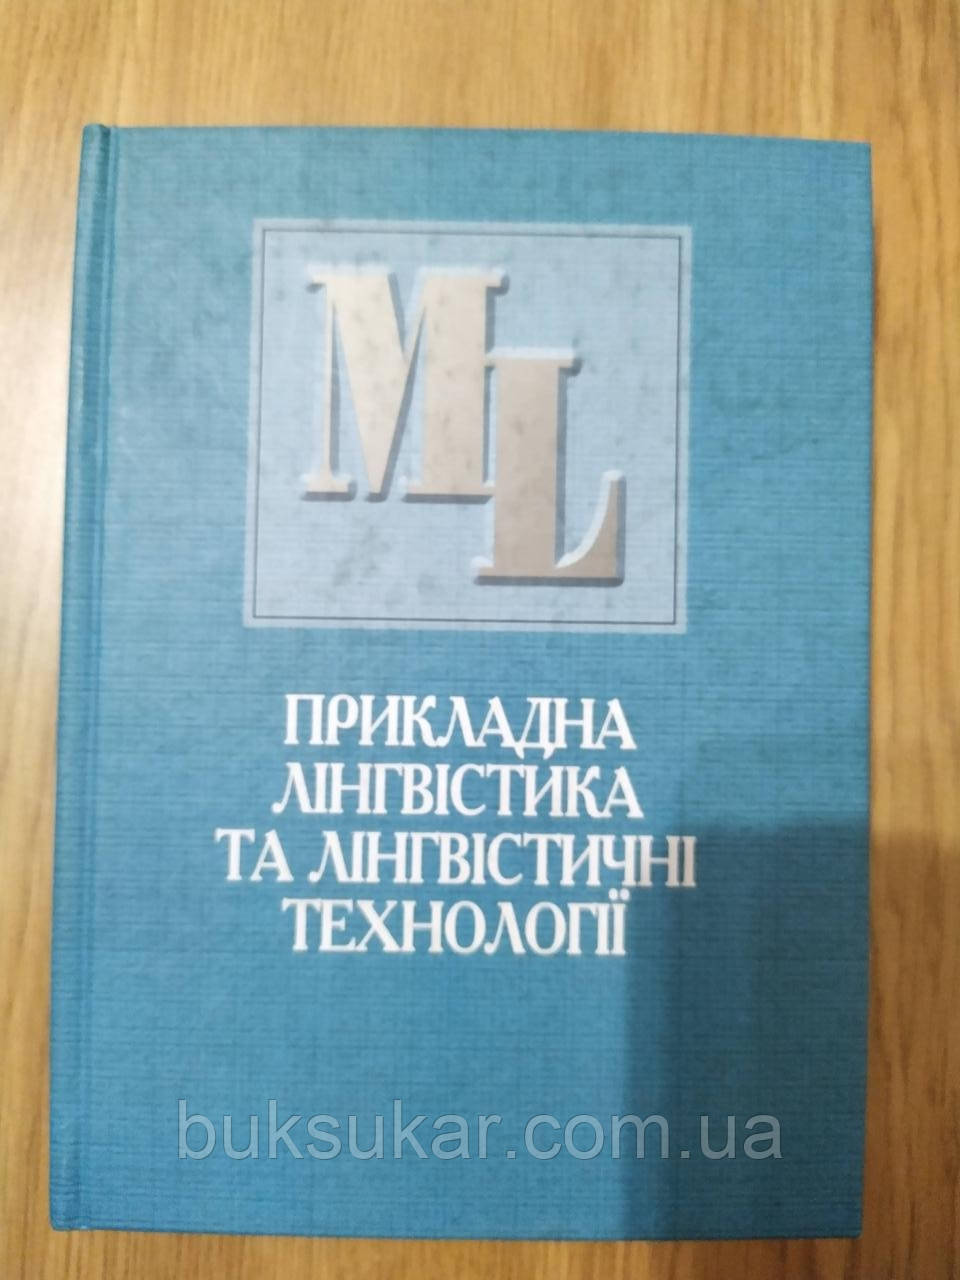 ML
ПРИКЛАДНА
ЛІНГВІСТИКА
ТА ЛІНГВІСТИЧНІ
ТЕХНОЛОГІЇ
buksukar.com.ua